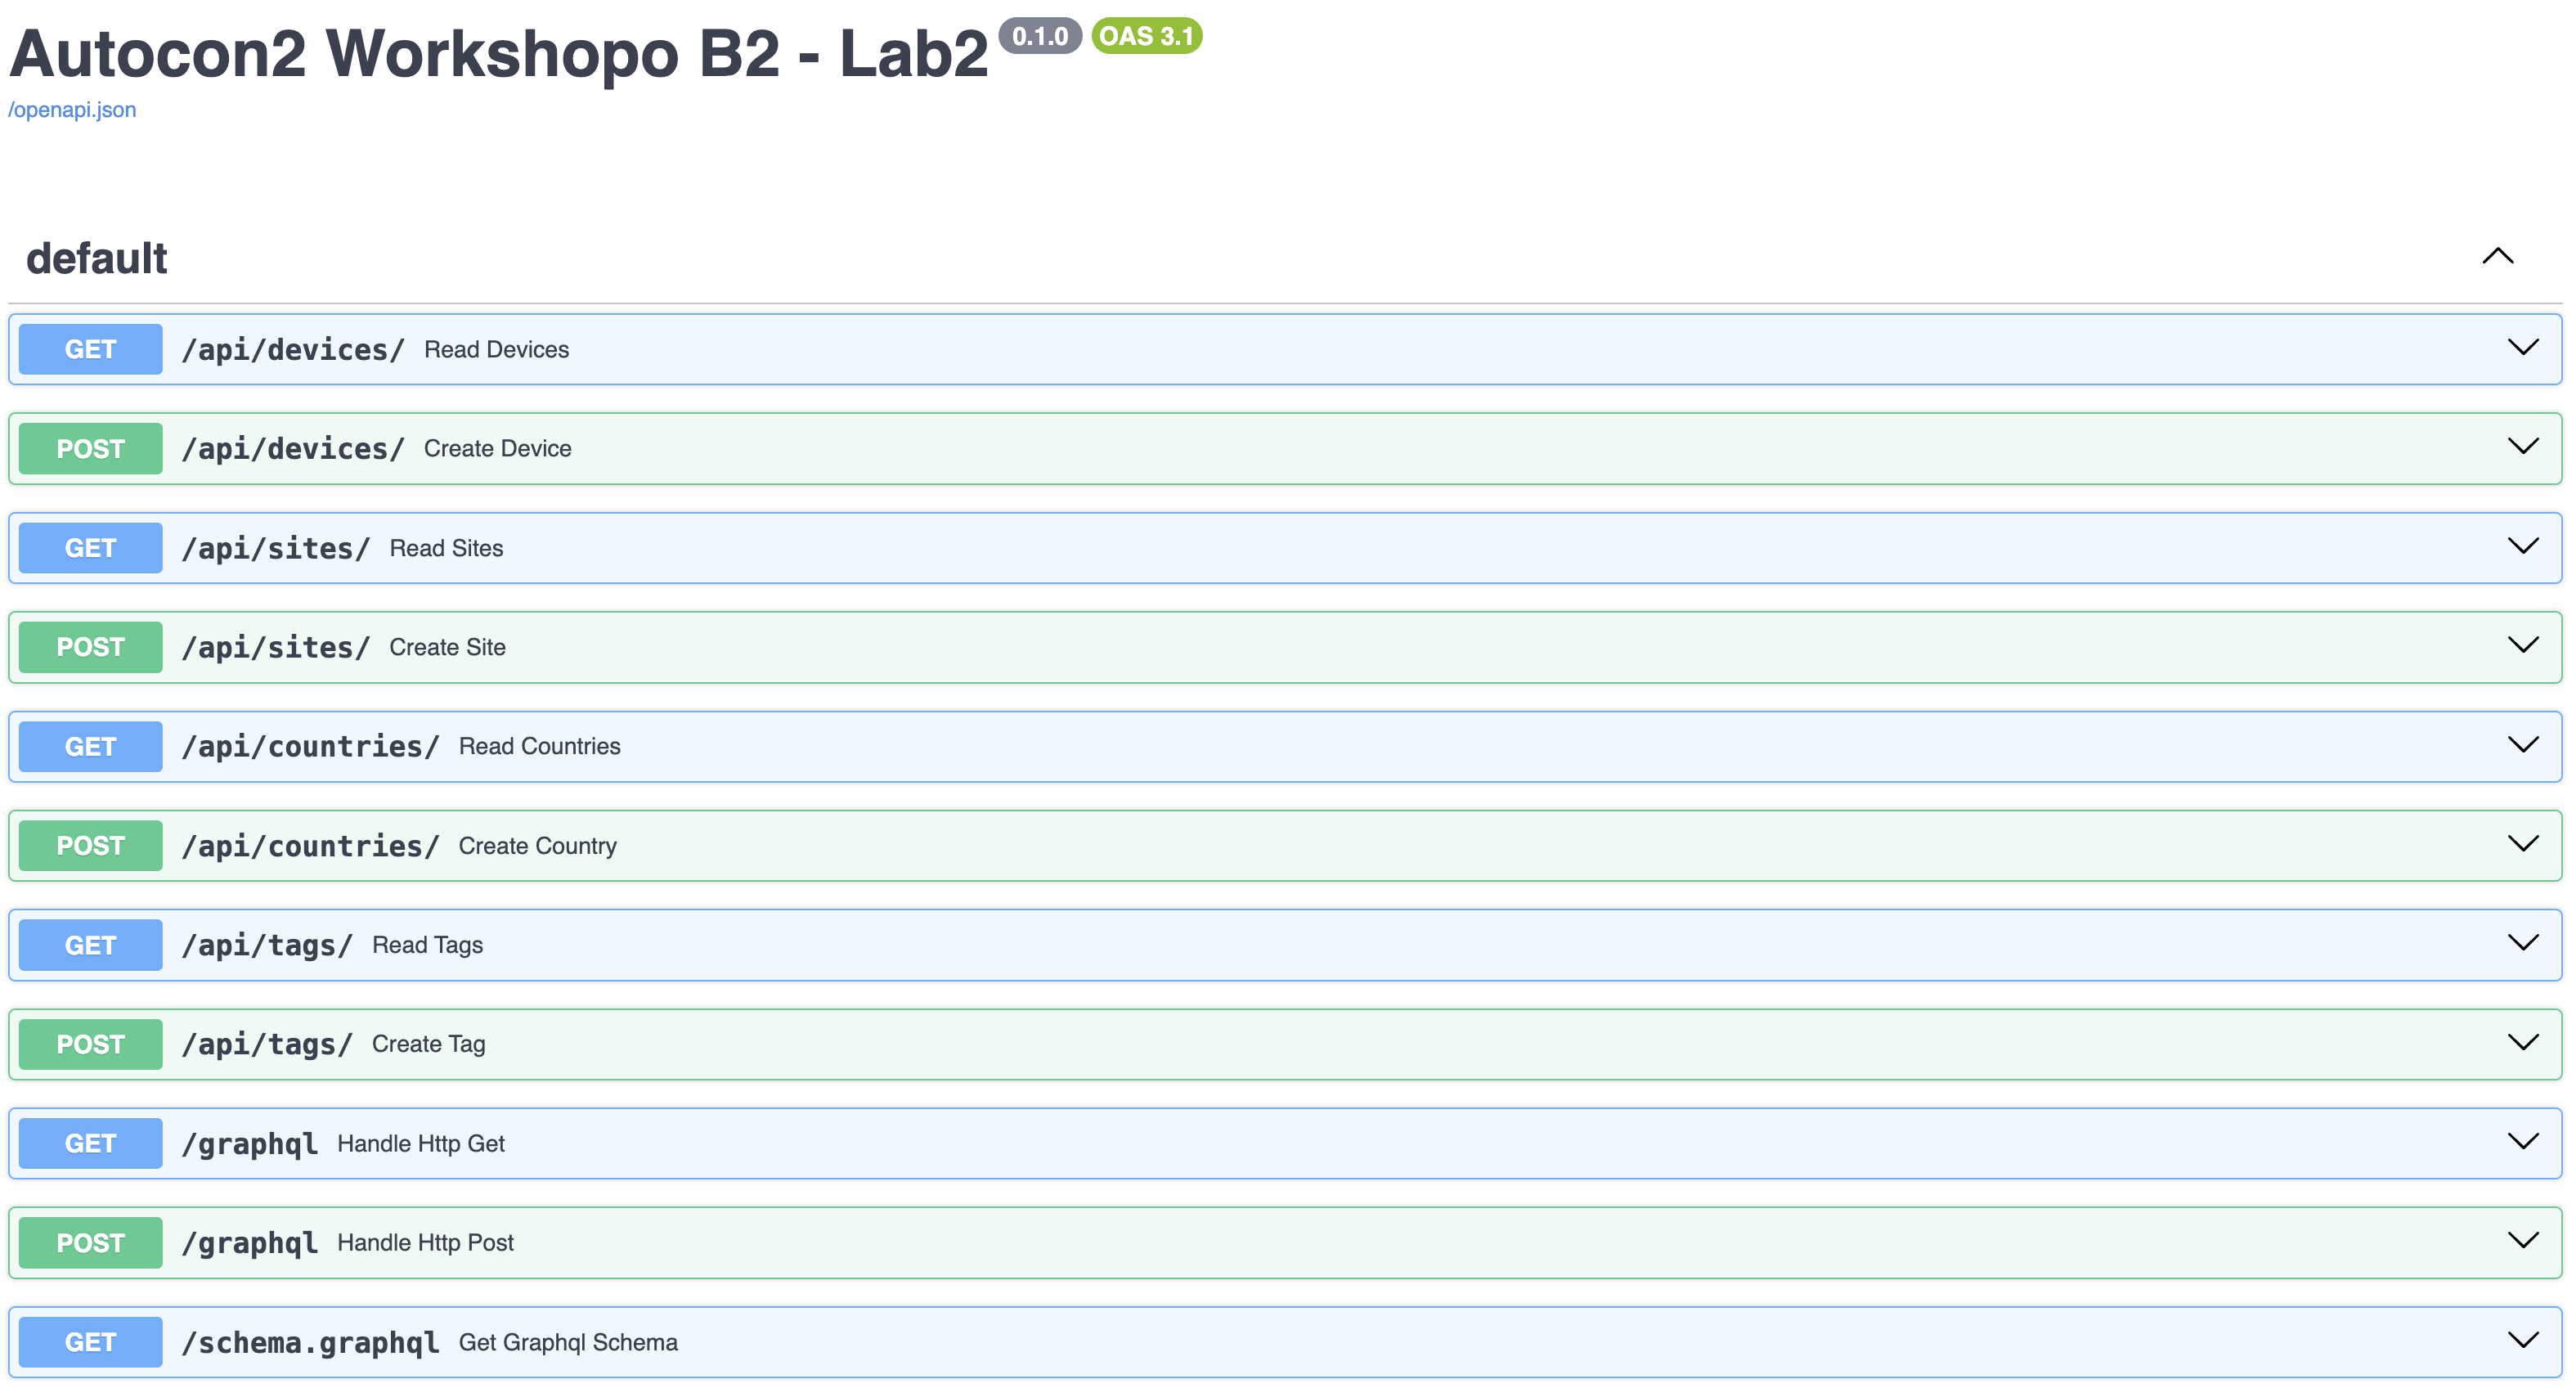 Autocon2 Workshopo B2 - Lab2 0.1.0 OAS 3.1
/openapi.json
default
GET /api/devices/ Read Devices
POST /api/devices/ Create Device
GET /api/sites/ Read Sites
POST /api/sites/ Create Site
GET /api/countries/ Read Countries
POST /api/countries/ Create Country
GET /api/tags/ Read Tags
POST /api/tags/ Create Tag
GET /graphql Handle Http Get
POST /graphql Handle Http Post
GET /schema.graphql Get Graphql Schema